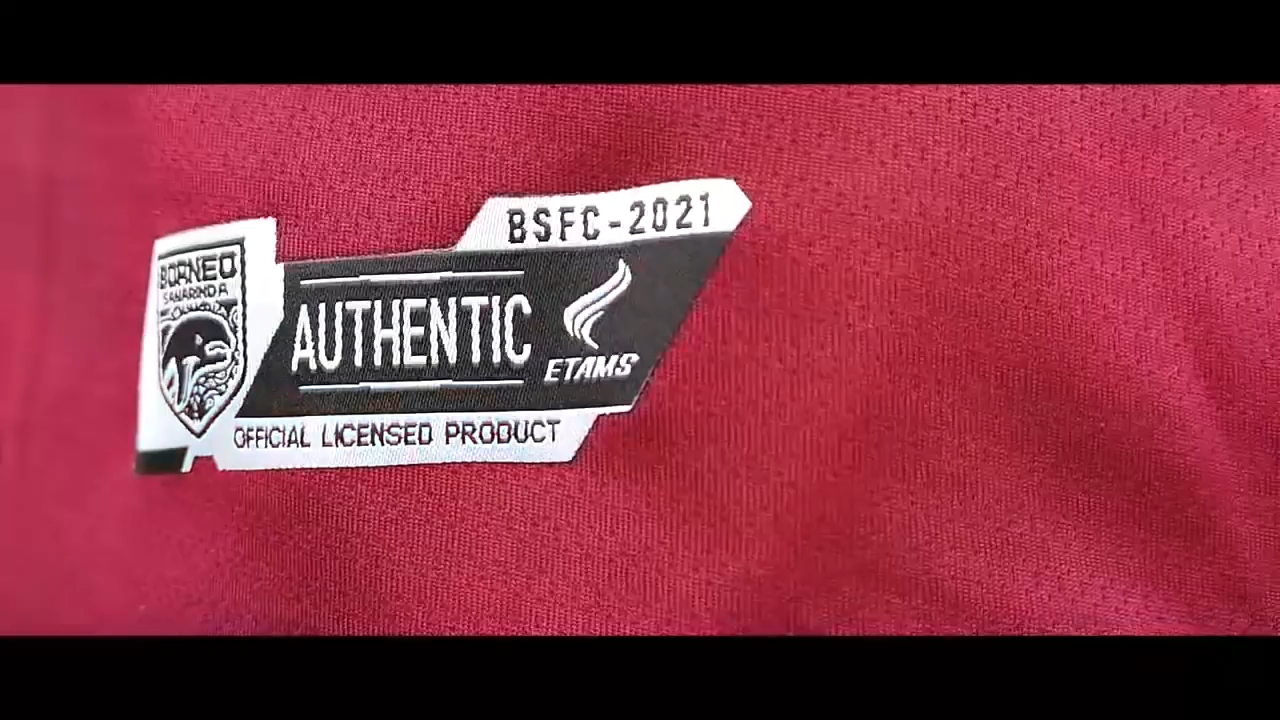 BSFC-2021
BORNEO
SAMARINDA
AUTHENTIC
ETAMS
OFFICIAL LICENSED PRODUCT